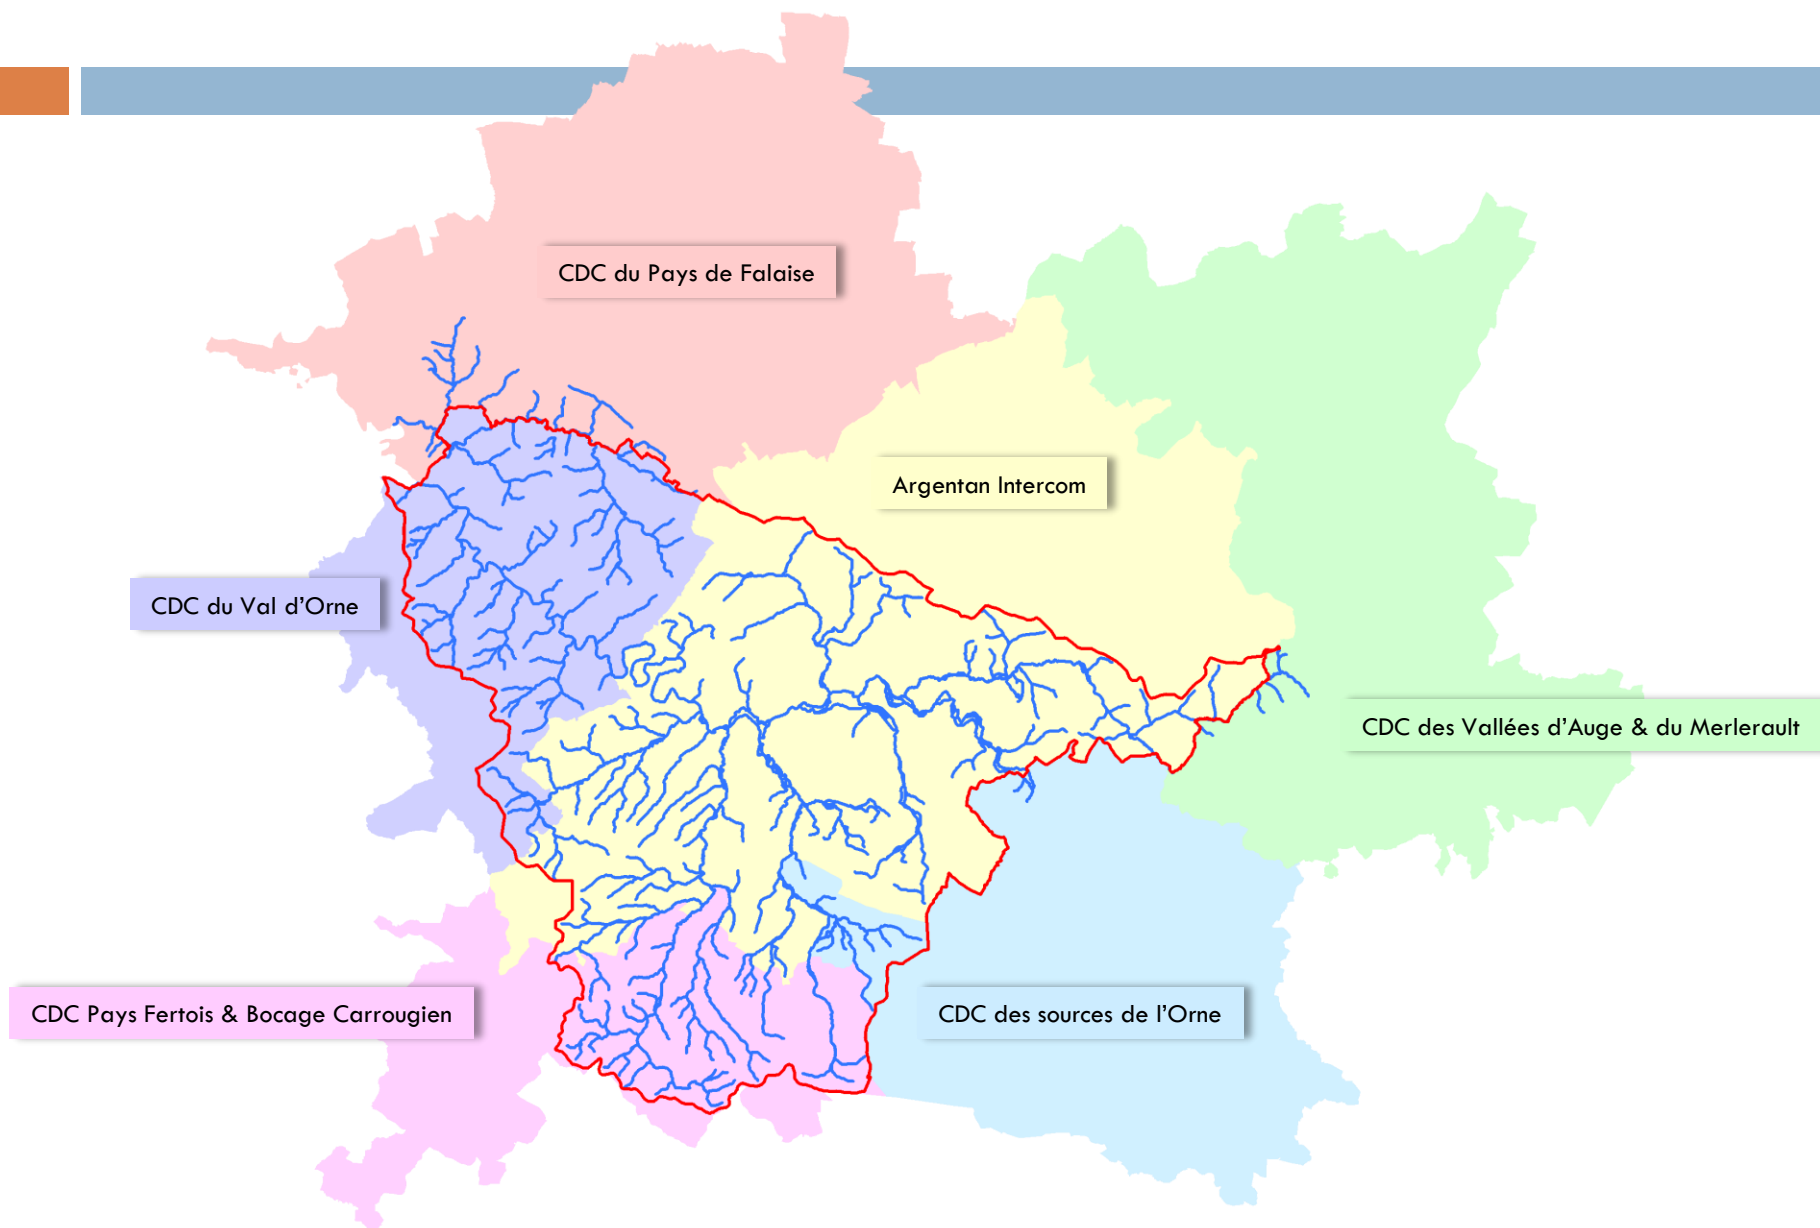 CDC du Pays de Falaise
Argentan Intercom
CDC du Val d’Orne
CDC des Vallées d’Auge & du Merlerault
CDC Pays Fertois & Bocage Carrougien
CDC des sources de l’Orne